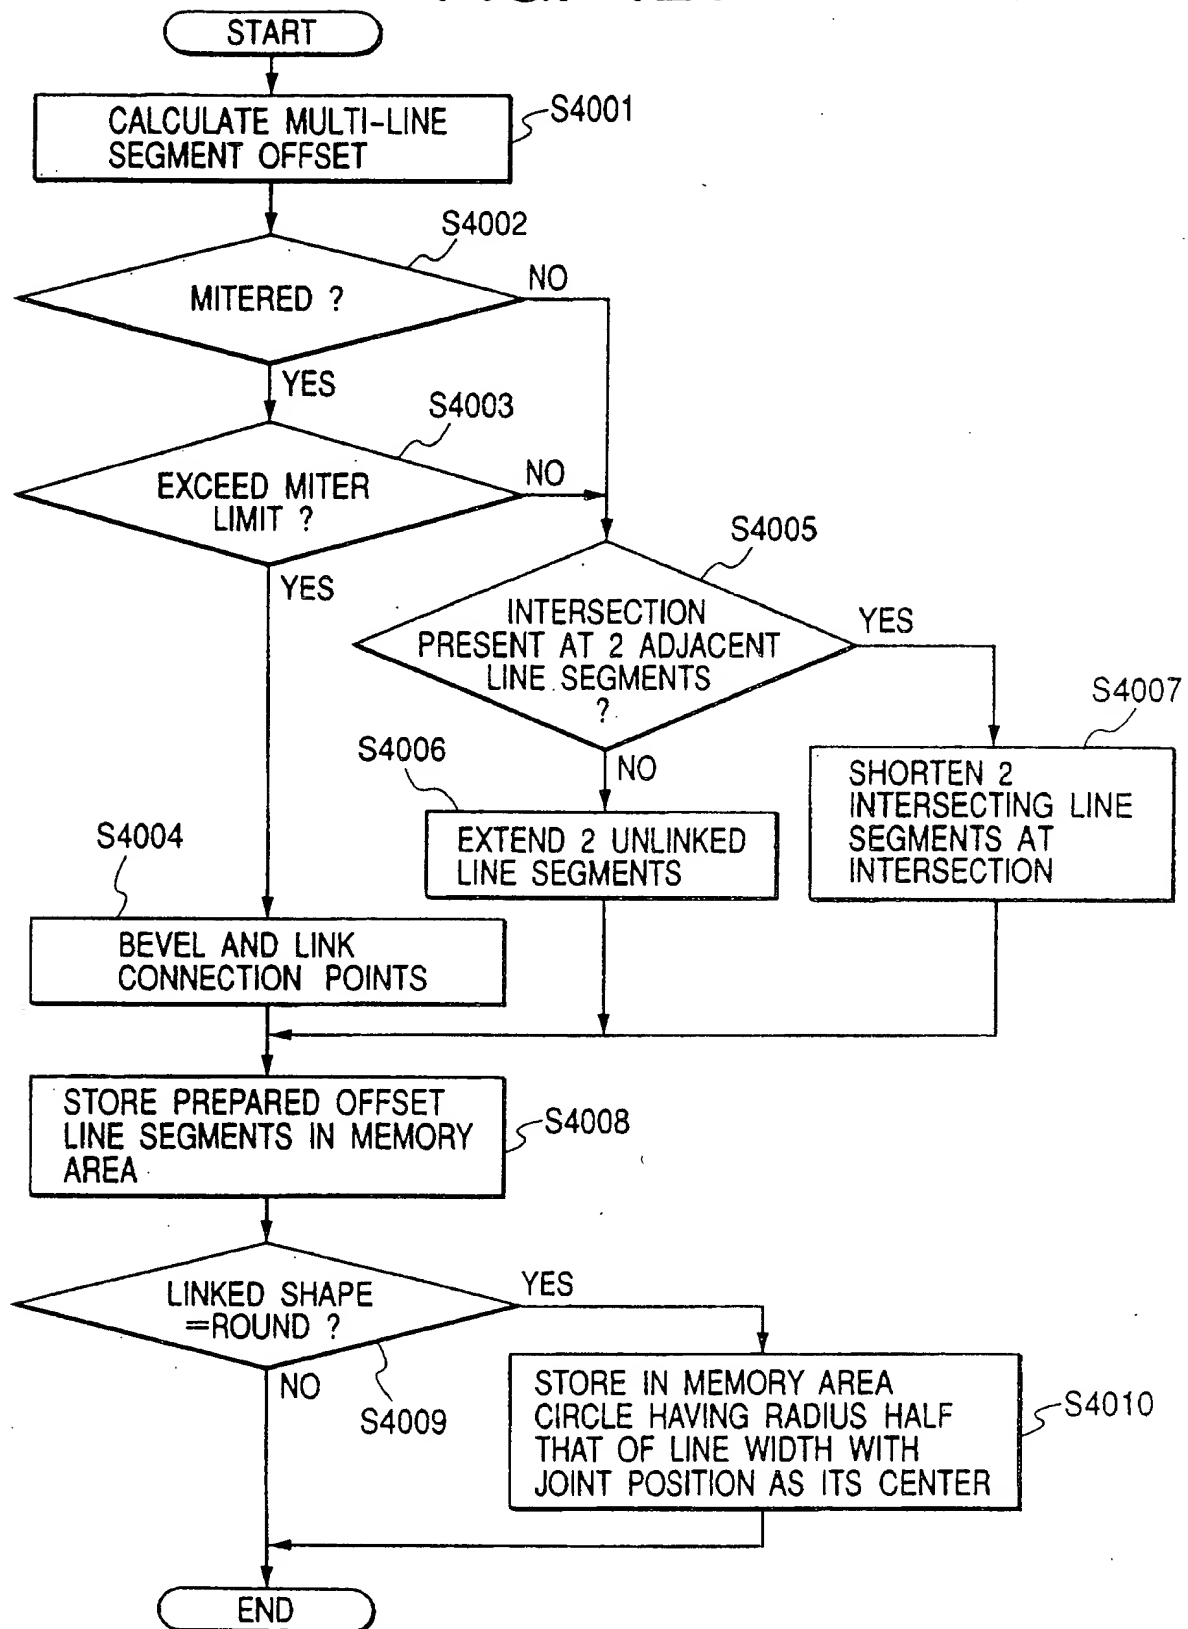 START
CALCULATE MULTI-LINE
SEGMENT OFFSET
S4001
S4002
MITERED ?
NO
YES
S4003
EXCEED MITER
LIMIT ?
NO
YES
S4005
INTERSECTION
PRESENT AT 2 ADJACENT
LINE SEGMENTS
?
YES
NO
S4007
SHORTEN 2
INTERSECTING LINE
SEGMENTS AT
INTERSECTION
S4006
EXTEND 2 UNLINKED
LINE SEGMENTS
S4004
BEVEL AND LINK
CONNECTION POINTS
STORE PREPARED OFFSET
LINE SEGMENTS IN MEMORY
AREA
S4008
LINKED SHAPE
=ROUND ?
YES
NO
S4009
STORE IN MEMORY AREA
CIRCLE HAVING RADIUS HALF
THAT OF LINE WIDTH WITH
JOINT POSITION AS ITS CENTER
S4010
END